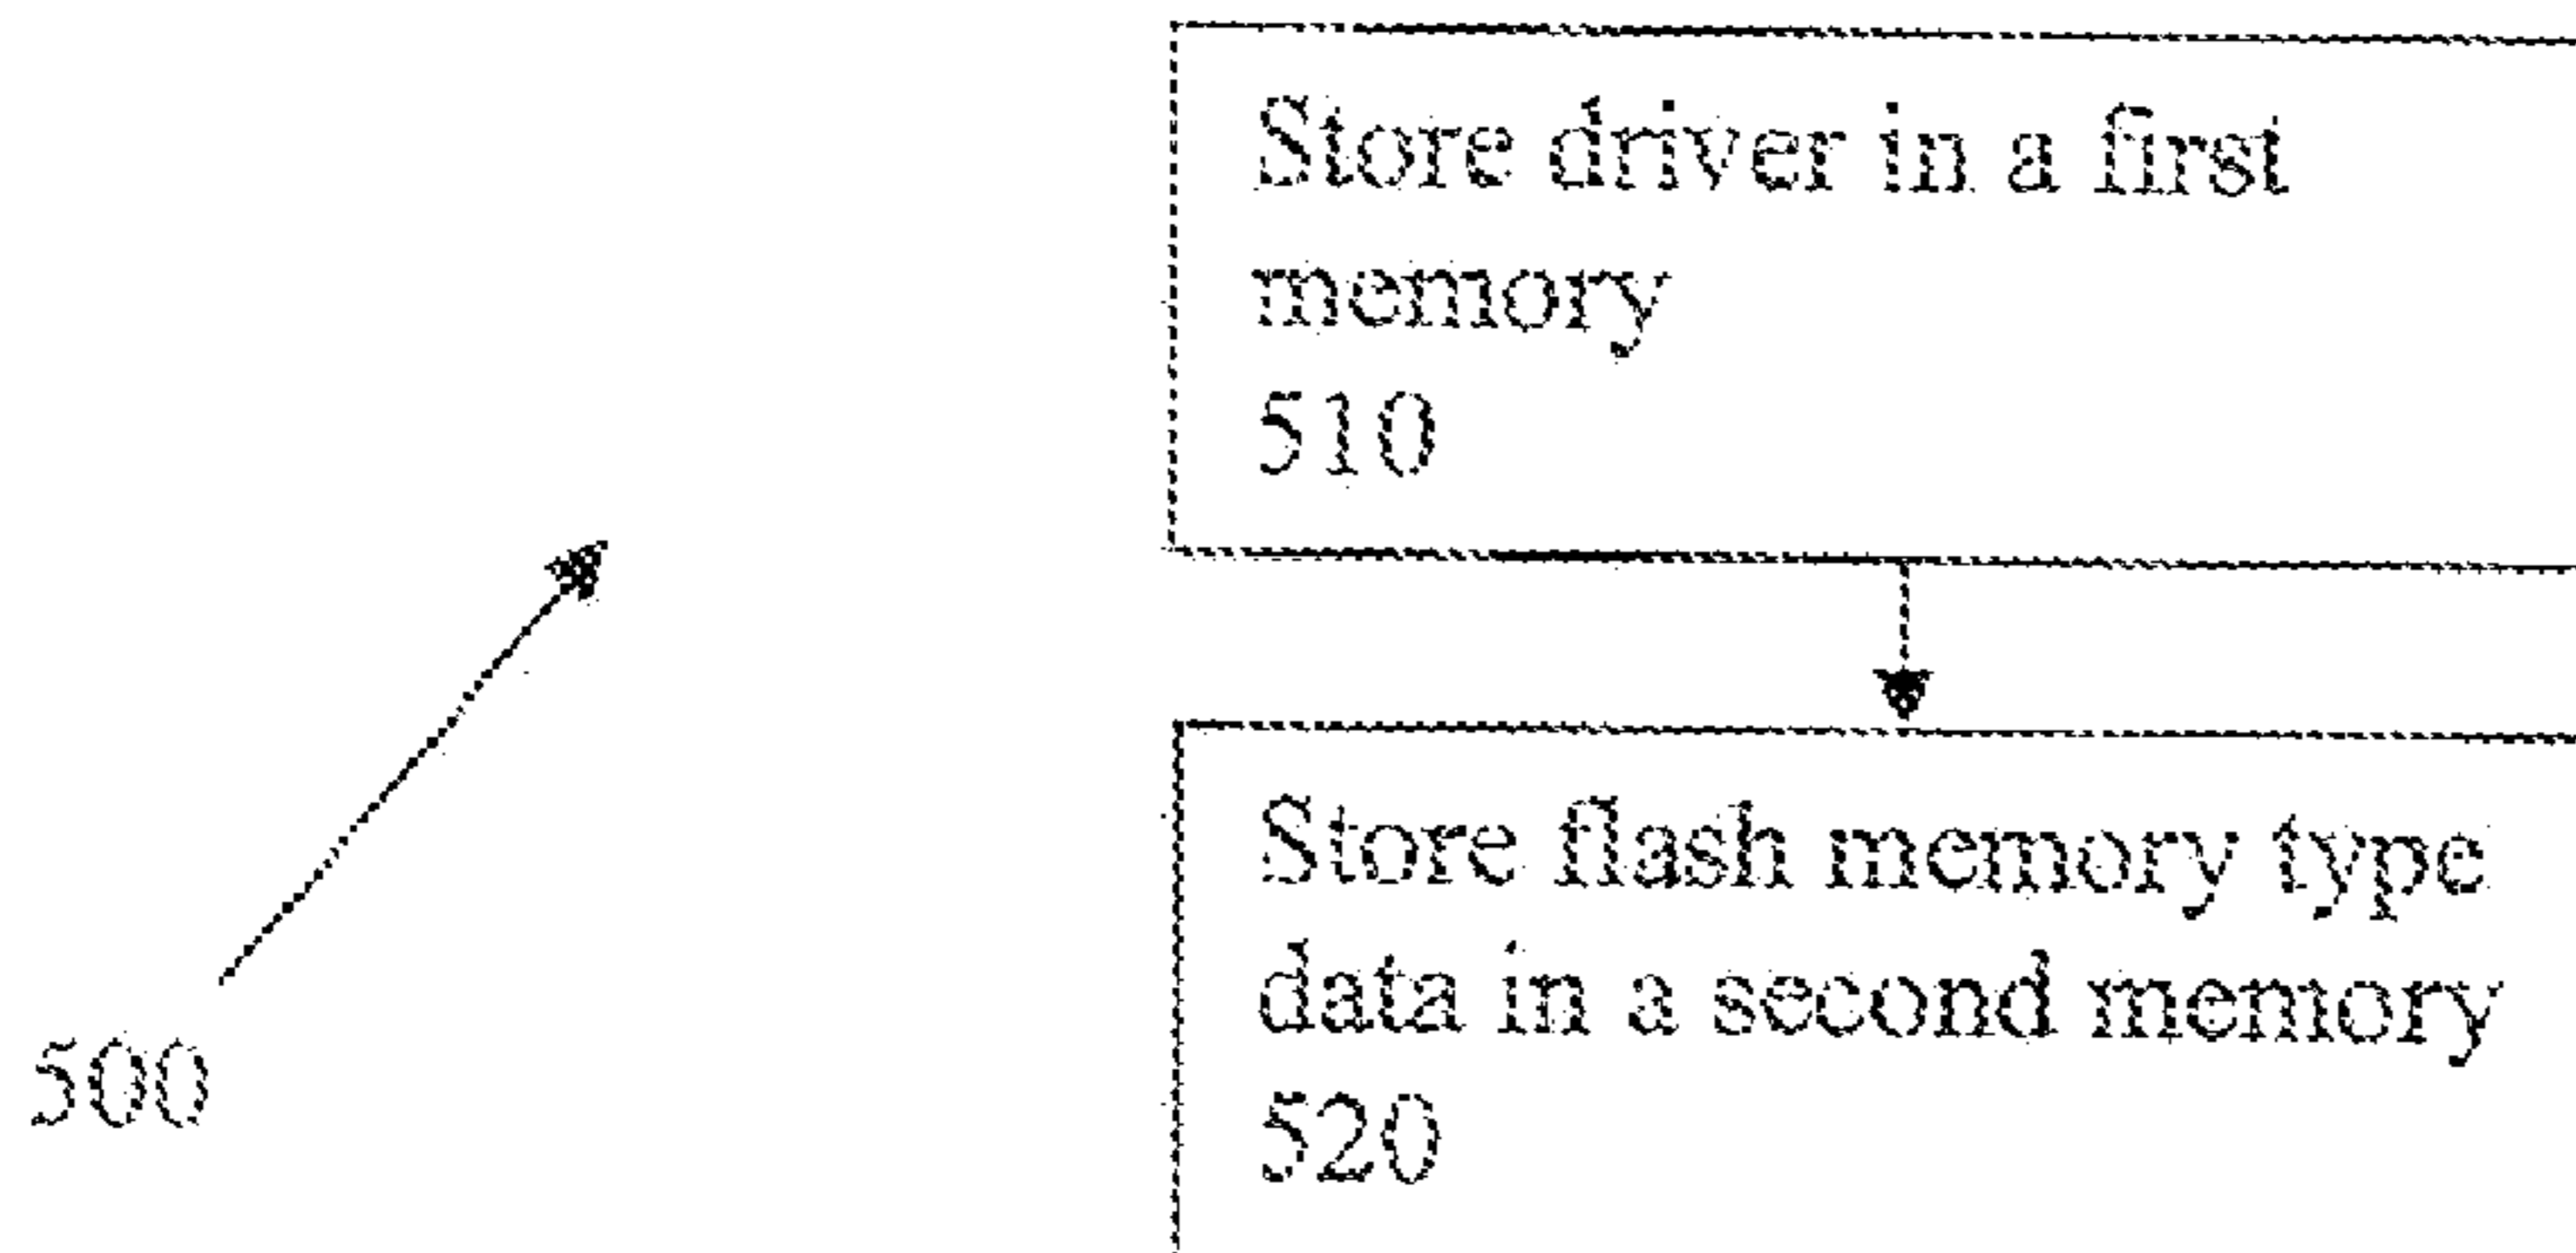 Store driver in a first
memory
510
Store flash memory type
data in a second memory
520
500